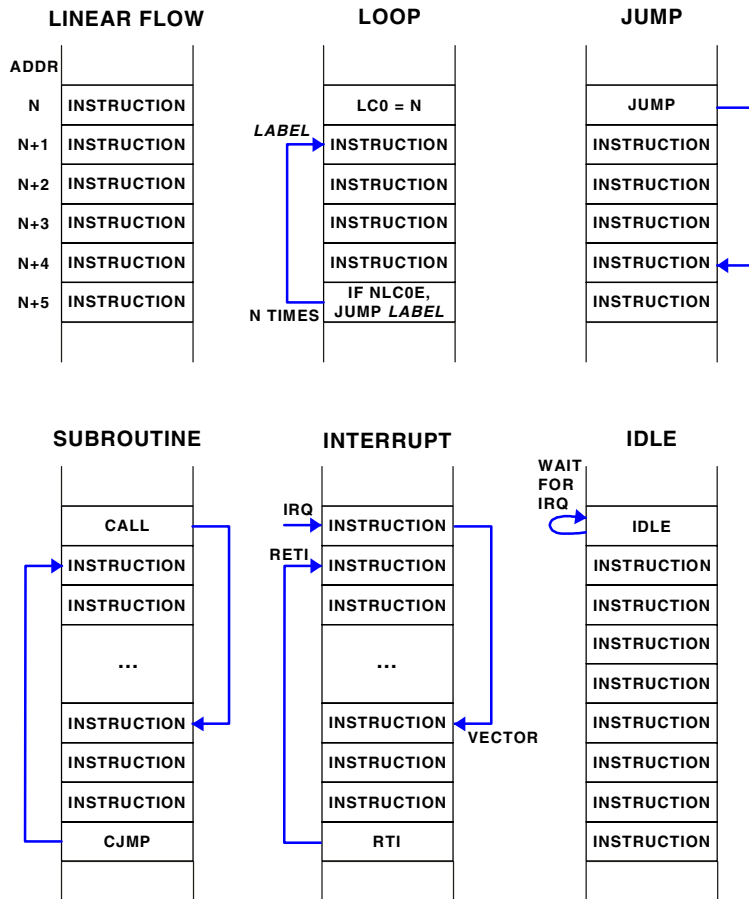 LINEAR FLOW
ADDR
N INSTRUCTION
N+1 INSTRUCTION
N+2 INSTRUCTION
N+3 INSTRUCTION
N+4 INSTRUCTION
N+5 INSTRUCTION
LOOP
LC0 = N
LABEL
INSTRUCTION
INSTRUCTION
INSTRUCTION
INSTRUCTION
IF NLC0E,
JUMP LABEL
N TIMES
JUMP
JUMP
INSTRUCTION
INSTRUCTION
INSTRUCTION
INSTRUCTION
INSTRUCTION
SUBROUTINE
CALL
INSTRUCTION
INSTRUCTION
...
INSTRUCTION
INSTRUCTION
INSTRUCTION
CJMP
INTERRUPT
IRQ
INSTRUCTION
RETI
INSTRUCTION
INSTRUCTION
...
INSTRUCTION
VECTOR
INSTRUCTION
INSTRUCTION
RTI
IDLE
WAIT
FOR
IRQ
IDLE
INSTRUCTION
INSTRUCTION
INSTRUCTION
INSTRUCTION
INSTRUCTION
INSTRUCTION
INSTRUCTION
INSTRUCTION